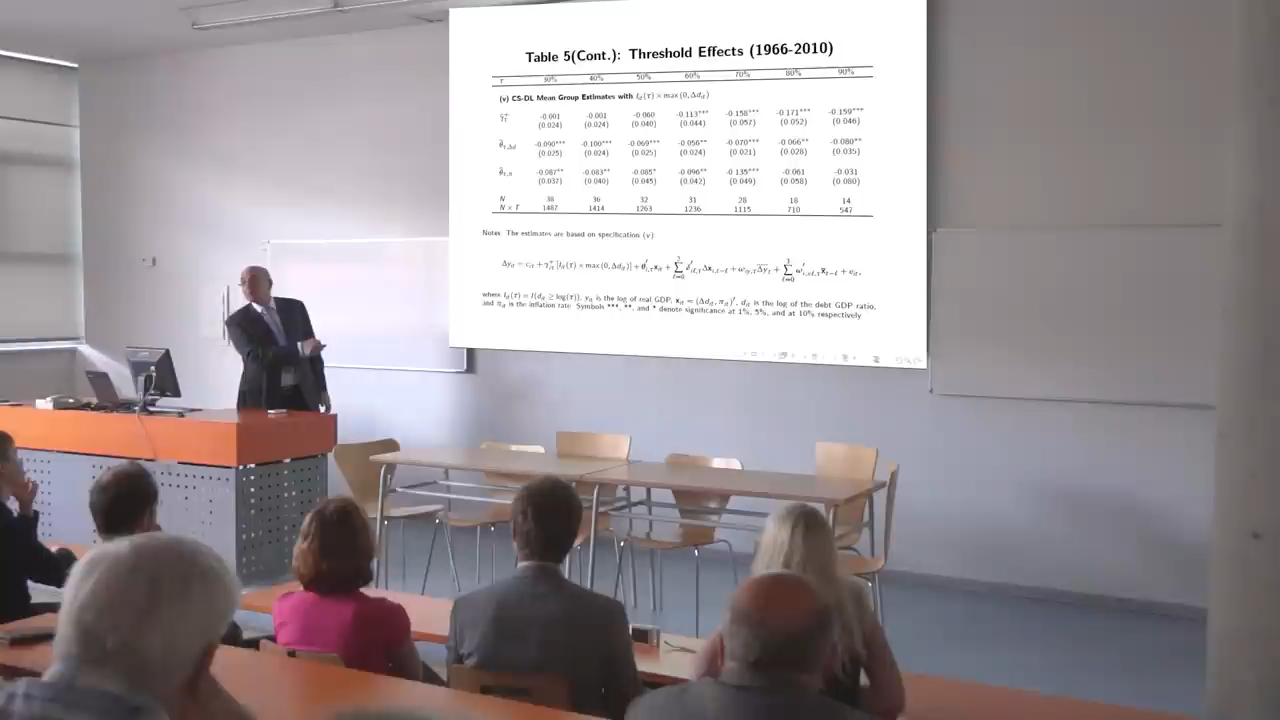 Table 5(Cont.): Threshold Effects (1966-2010)
τ 30% 40% 50% 60% 70% 80% 90%
(v) CS-DL Mean Group Estimates with I_it(τ) × max(0, Δd_it)
-0.001 -0.001 -0.060 -0.113*** -0.158*** -0.171*** -0.159***
(0.024) (0.024) (0.040) (0.044) (0.057) (0.052) (0.046)
θ̂_τ,Δd -0.090*** -0.100*** -0.069*** -0.056** -0.070*** -0.066** -0.080**
(0.025) (0.024) (0.025) (0.024) (0.021) (0.028) (0.035)
θ̂_τ,π -0.087** -0.083** -0.085* -0.096** -0.135*** -0.061 -0.031
(0.037) (0.040) (0.045) (0.042) (0.049) (0.058) (0.080)
N 38 36 32 31 28 18 14
N × T 1487 1414 1263 1236 1115 710 547
Notes: The estimates are based on specification (v):
where I_it(τ) = I(d_it ≥ log(τ)), y_it is the log of real GDP, x_it = (Δd_it, π_it)′, d_it is the log of the debt GDP ratio,
and π_it is the inflation rate. Symbols ***, **, and * denote significance at 1%, 5%, and at 10% respectively